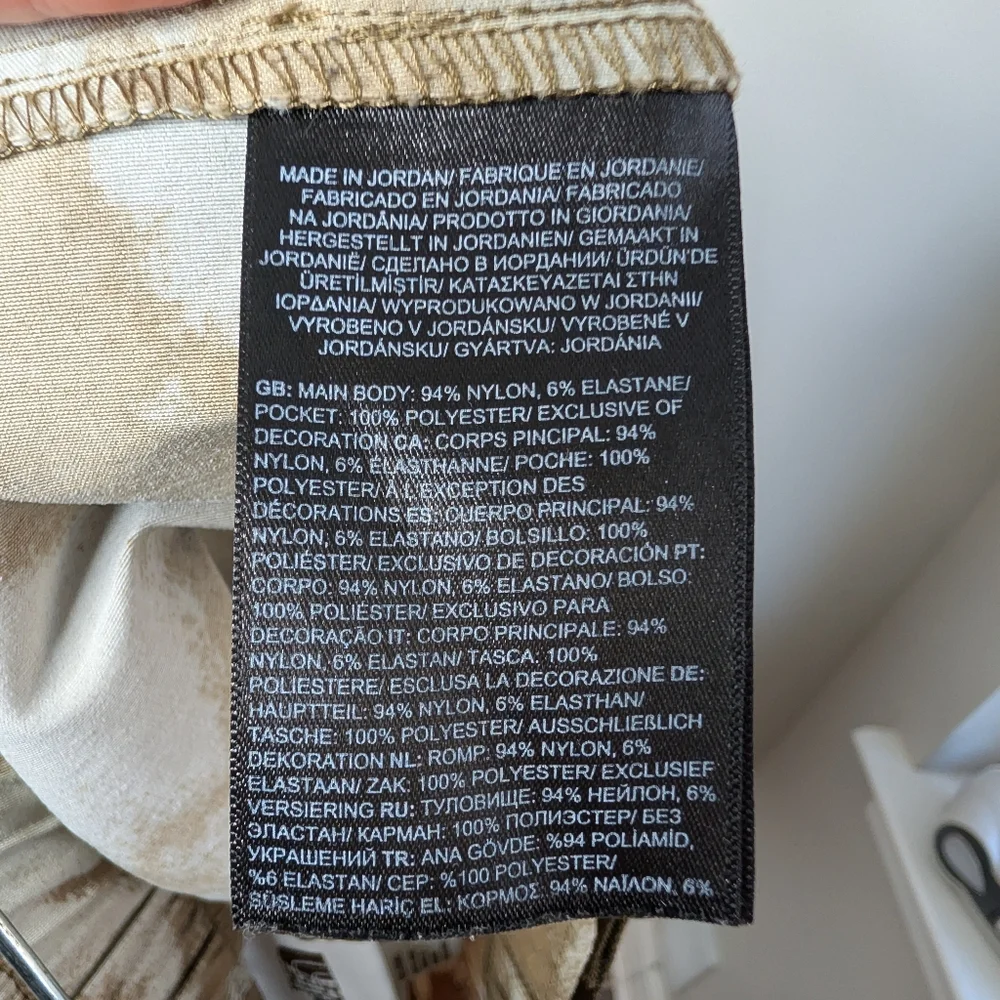 MADE IN JORDAN/ FABRIQUE EN JORDANIE/
FABRICADO EN JORDANIA/ FABRICADO
NA JORDÂNIA/ PRODOTTO IN GIORDANIA/
HERGESTELLT IN JORDANIEN/ GEMAAKT IN
JORDANIË/ СДЕЛАНО В ИОРДАНИИ/ ÜRDÜN'DE
ÜRETİLMİŞTİR/ ΚΑΤΑΣΚΕΥΑΖΕΤΑΙ ΣΤΗΝ
ΙΟΡΔΑΝΙΑ/ WYPRODUKOWANO W JORDANII/
VYROBENO V JORDÁNSKU/ VYROBENÉ V
JORDÁNSKU/ GYÁRTVA: JORDÁNIA
GB: MAIN BODY: 94% NYLON, 6% ELASTANE/
POCKET: 100% POLYESTER/ EXCLUSIVE OF
DECORATION CA: CORPS PINCIPAL: 94%
NYLON, 6% ÉLASTHANNE/ POCHE: 100%
POLYESTER/ À L'EXCEPTION DES
DÉCORATIONS ES: CUERPO PRINCIPAL: 94%
NYLON, 6% ELASTANO/ BOLSILLO: 100%
POLIÉSTER/ EXCLUSIVO DE DECORACIÓN PT:
CORPO: 94% NYLON, 6% ELASTANO/ BOLSO:
100% POLIÉSTER/ EXCLUSIVO PARA
DECORAÇÃO IT: CORPO PRINCIPALE: 94%
NYLON, 6% ELASTAN/ TASCA: 100%
POLIESTERE/ ESCLUSA LA DECORAZIONE DE:
HAUPTTEIL: 94% NYLON, 6% ELASTHAN/
TASCHE: 100% POLYESTER/ AUSSCHLIEßLICH
DEKORATION NL: ROMP: 94% NYLON, 6%
ELASTAAN/ ZAK: 100% POLYESTER/ EXCLUSIEF
VERSIERING RU: ТУЛОВИЩЕ: 94% НЕЙЛОН, 6%
ЭЛАСТАН/ КАРМАН: 100% ПОЛИЭСТЕР/ БЕЗ
УКРАШЕНИЙ TR: ANA GÖVDE: %94 POLİAMİD,
%6 ELASTAN/ CEP: %100 POLYESTER/
SÜSLEME HARİÇ EL: ΚΟΡΜΟΣ: 94% ΝΑΪΛΟΝ, 6%